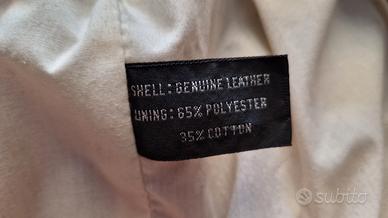 SHELL: GENUINE LEATHER
LINING: 65% POLYESTER
35% COTTON
subito